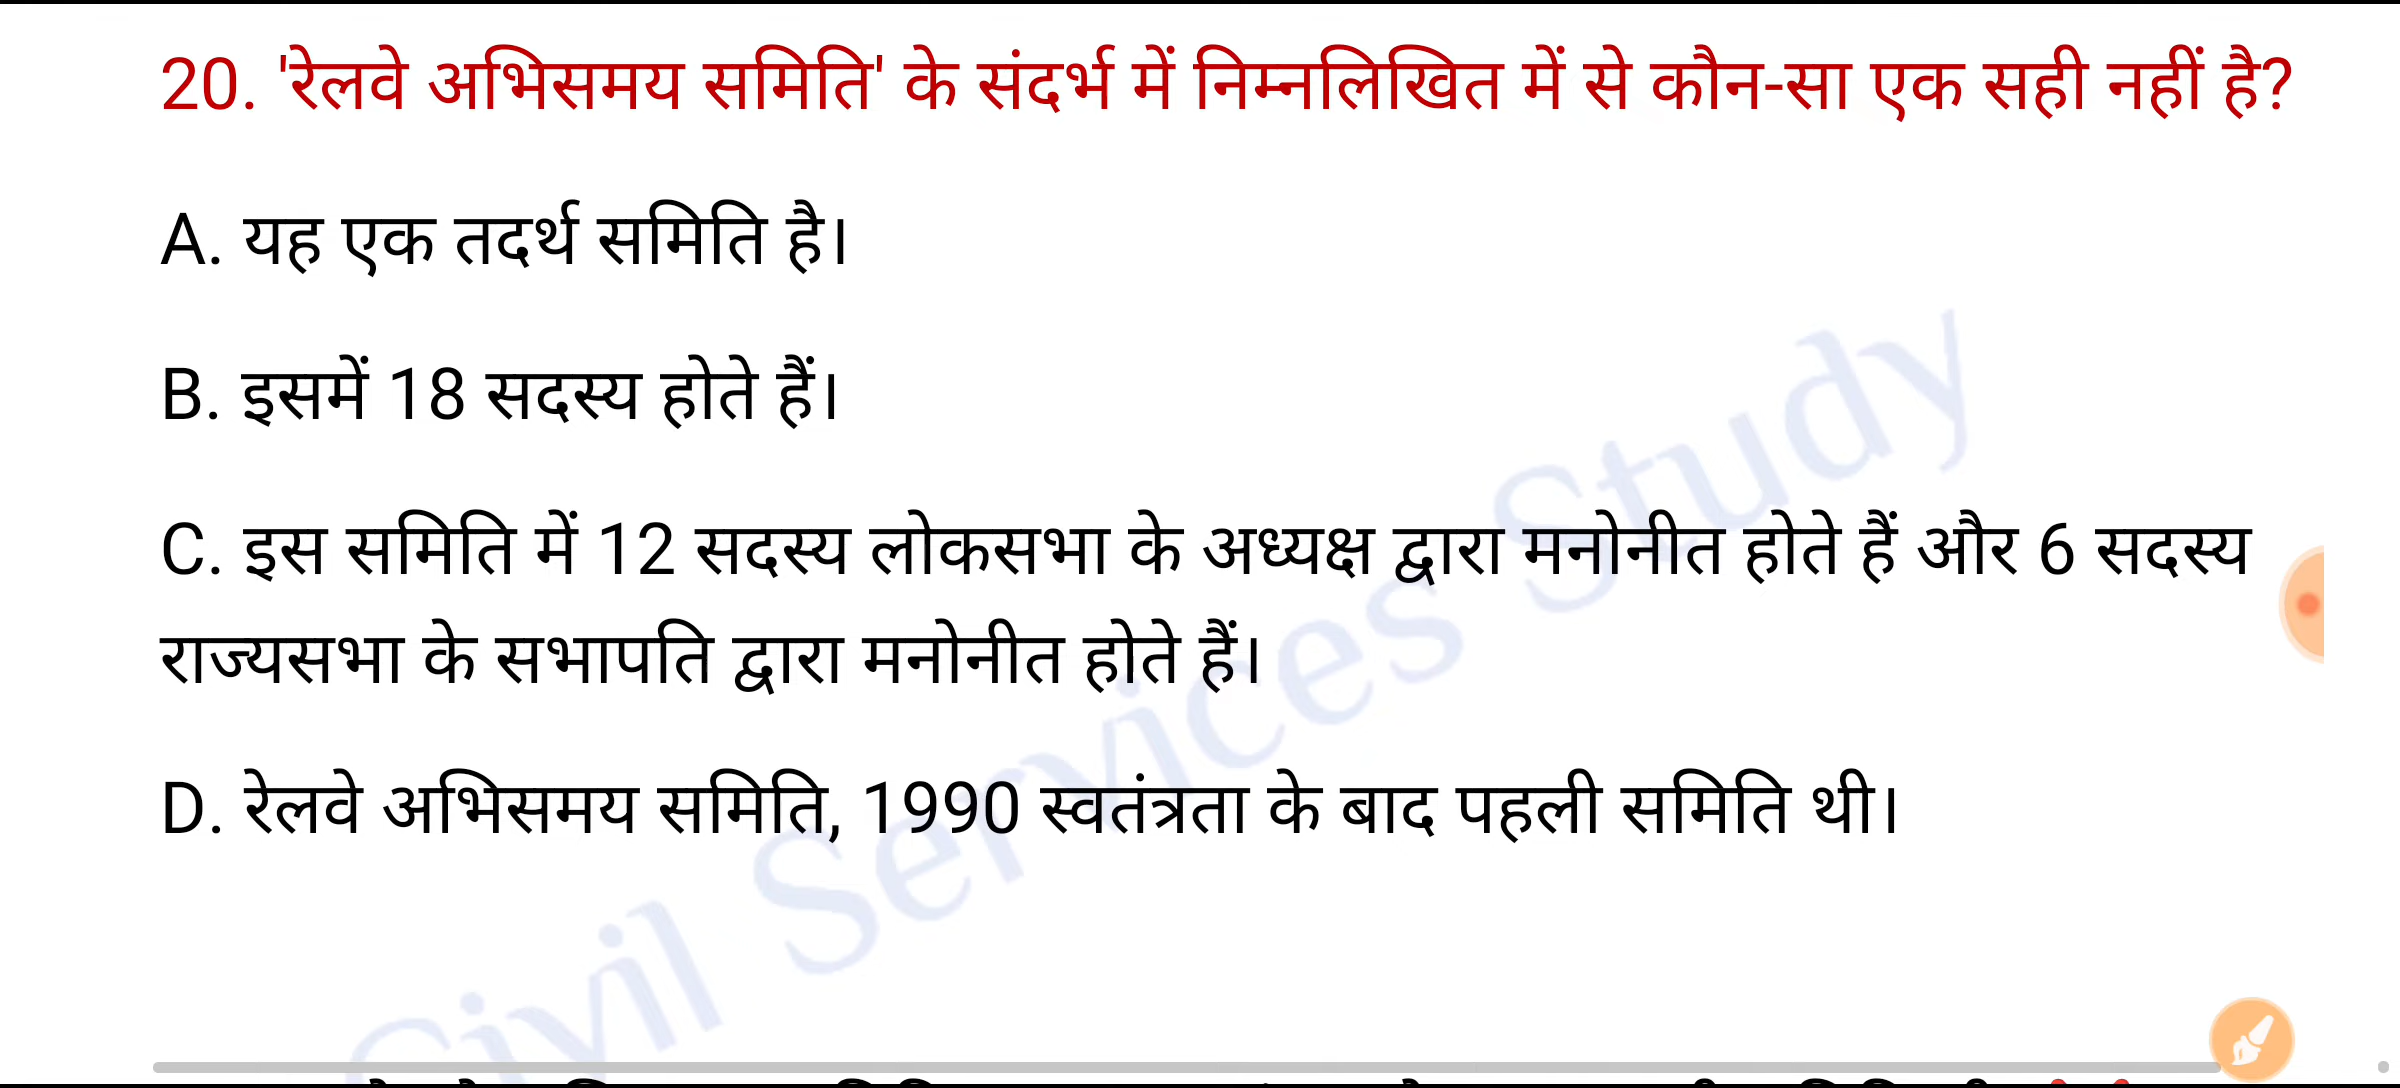 20. 'रेलवे अभिसमय समिति' के संदर्भ में निम्नलिखित में से कौन-सा एक सही नहीं है?
A. यह एक तदर्थ समिति है।
B. इसमें 18 सदस्य होते हैं।
C. इस समिति में 12 सदस्य लोकसभा के अध्यक्ष द्वारा मनोनीत होते हैं और 6 सदस्य
राज्यसभा के सभापति द्वारा मनोनीत होते हैं।
D. रेलवे अभिसमय समिति, 1990 स्वतंत्रता के बाद पहली समिति थी।
Civil Services Study